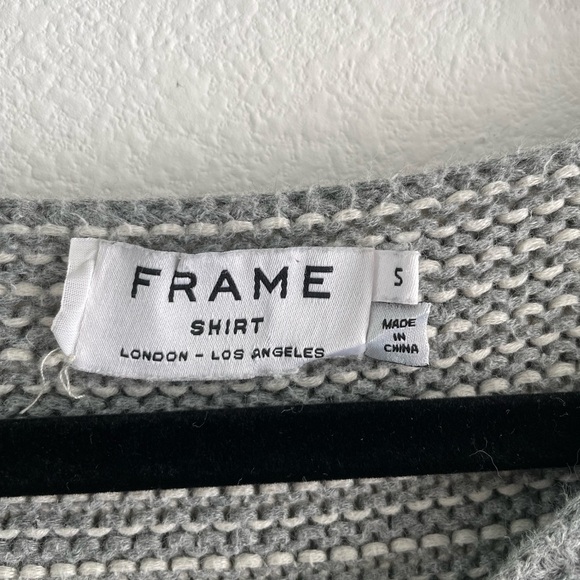 FRAME
SHIRT
LONDON - LOS ANGELES
S
MADE
IN
CHINA